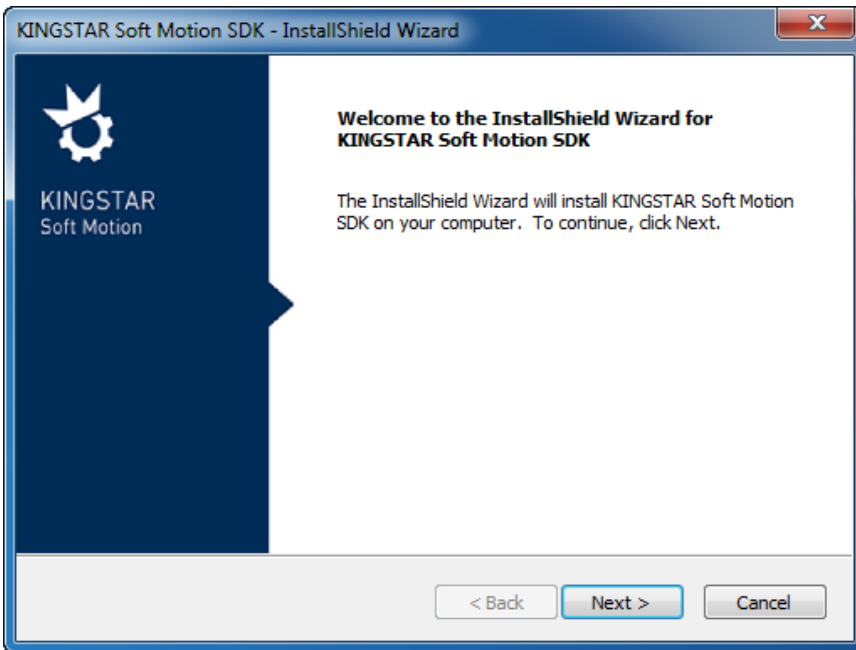 KINGSTAR Soft Motion SDK - InstallShield Wizard
KINGSTAR
Soft Motion
Welcome to the InstallShield Wizard for
KINGSTAR Soft Motion SDK
The InstallShield Wizard will install KINGSTAR Soft Motion
SDK on your computer.  To continue, click Next.
< Back
Next >
Cancel